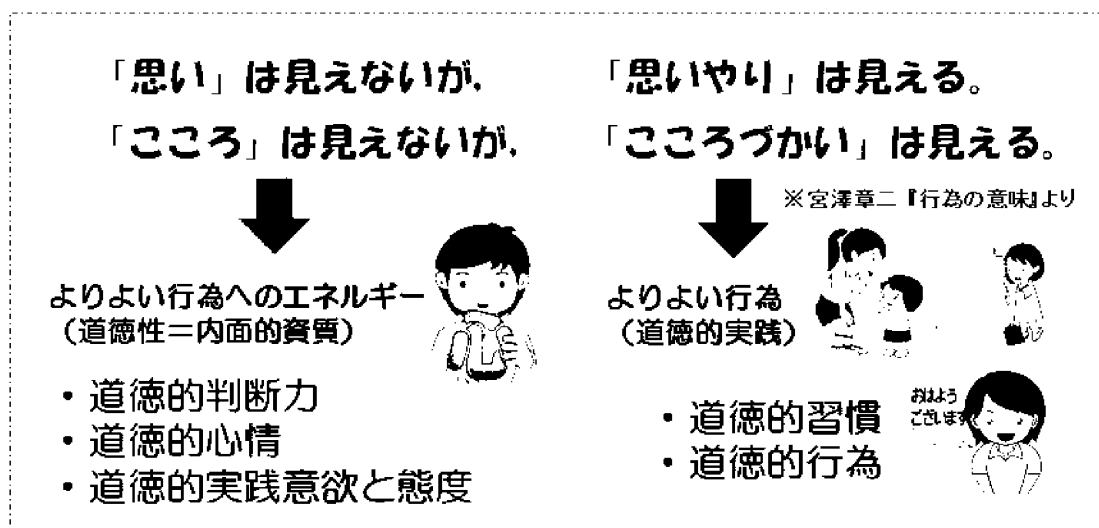 「思い」は見えないが,
「思いやり」は見える。
「こころ」は見えないが,
「こころづかい」は見える。
※宮澤章二『行為の意味』より
よりよい行為へのエネルギー
（道徳性＝内面的資質）
・道徳的判断力
・道徳的心情
・道徳的実践意欲と態度
よりよい行為
（道徳的実践）
・道徳的習慣
・道徳的行為
おはよう
ございます